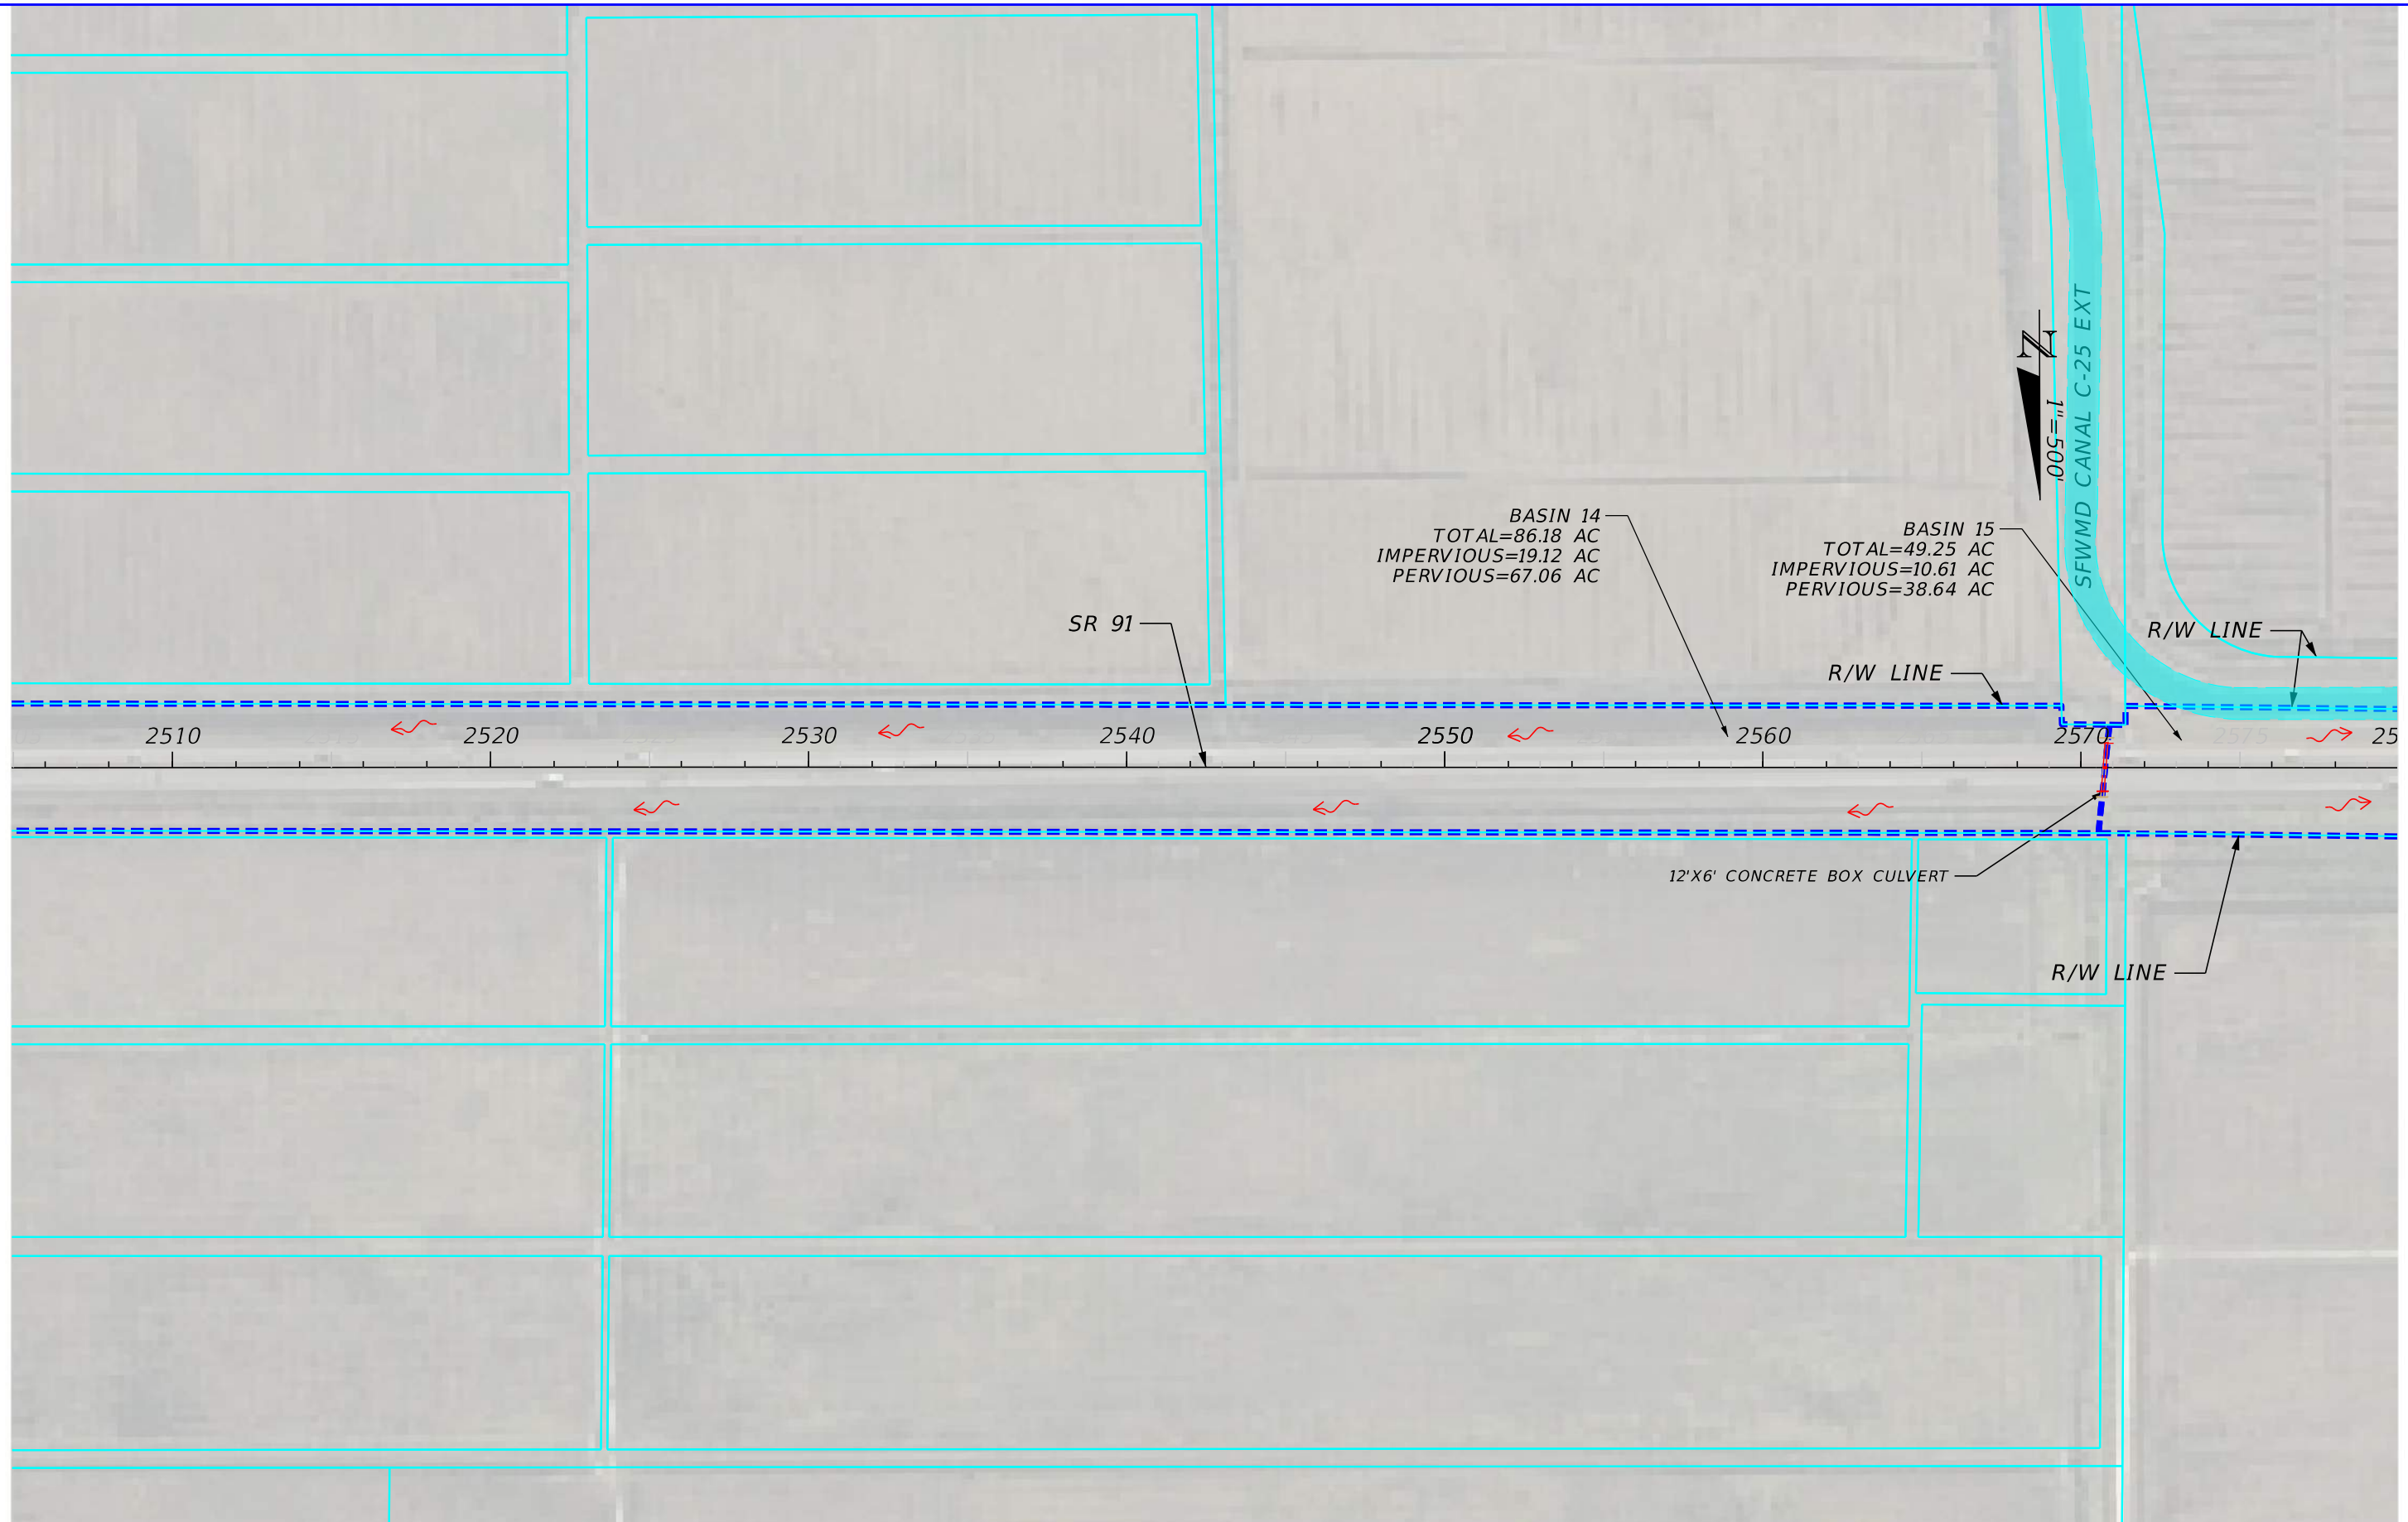 SFWMD CANAL C-25 EXT
N
1"=500'
BASIN 14
TOTAL=86.18 AC
IMPERVIOUS=19.12 AC
PERVIOUS=67.06 AC
BASIN 15
TOTAL=49.25 AC
IMPERVIOUS=10.61 AC
PERVIOUS=38.64 AC
SR 91
R/W LINE
R/W LINE
2510
2520
2530
2540
2550
2560
2570
2575
25
12'X6' CONCRETE BOX CULVERT
R/W LINE